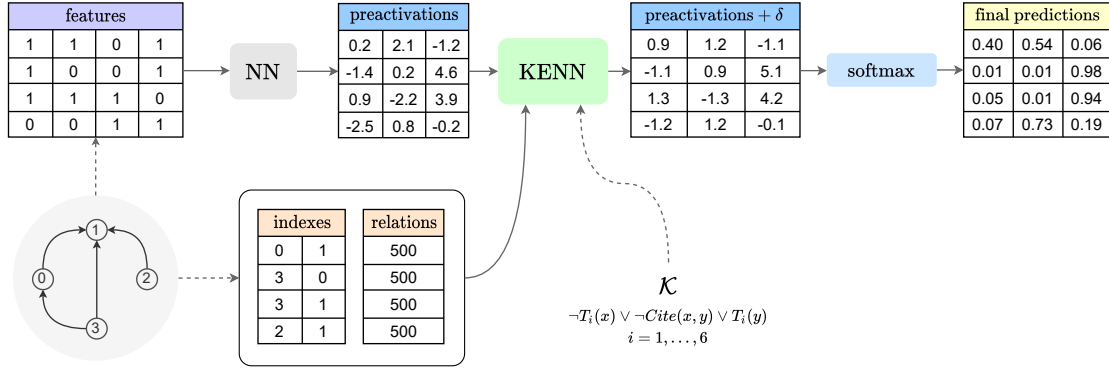 features
1 1 0 1
1 0 0 1
1 1 1 0
0 0 1 1
NN
preactivations
0.2 2.1 -1.2
-1.4 0.2 4.6
0.9 -2.2 3.9
-2.5 0.8 -0.2
KENN
preactivations + δ
0.9 1.2 -1.1
-1.1 0.9 5.1
1.3 -1.3 4.2
-1.2 1.2 -0.1
softmax
final predictions
0.40 0.54 0.06
0.01 0.01 0.98
0.05 0.01 0.94
0.07 0.73 0.19
1
0
2
3
indexes
0 1
3 0
3 1
2 1
relations
500
500
500
500
𝒦
¬Tᵢ(x) ∨ ¬Cite(x, y) ∨ Tᵢ(y)
i = 1, . . . , 6